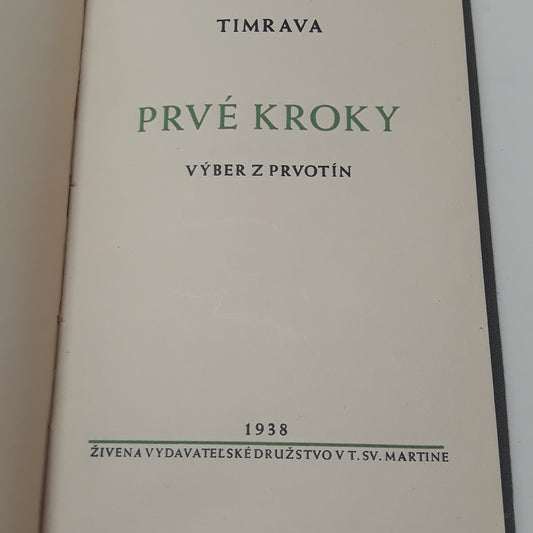 TIMRAVA
PRVÉ KROKY
VÝBER Z PRVOTÍN
1938
ŽIVENA VYDAVATEĽSKÉ DRUŽSTVO V T. SV. MARTINE